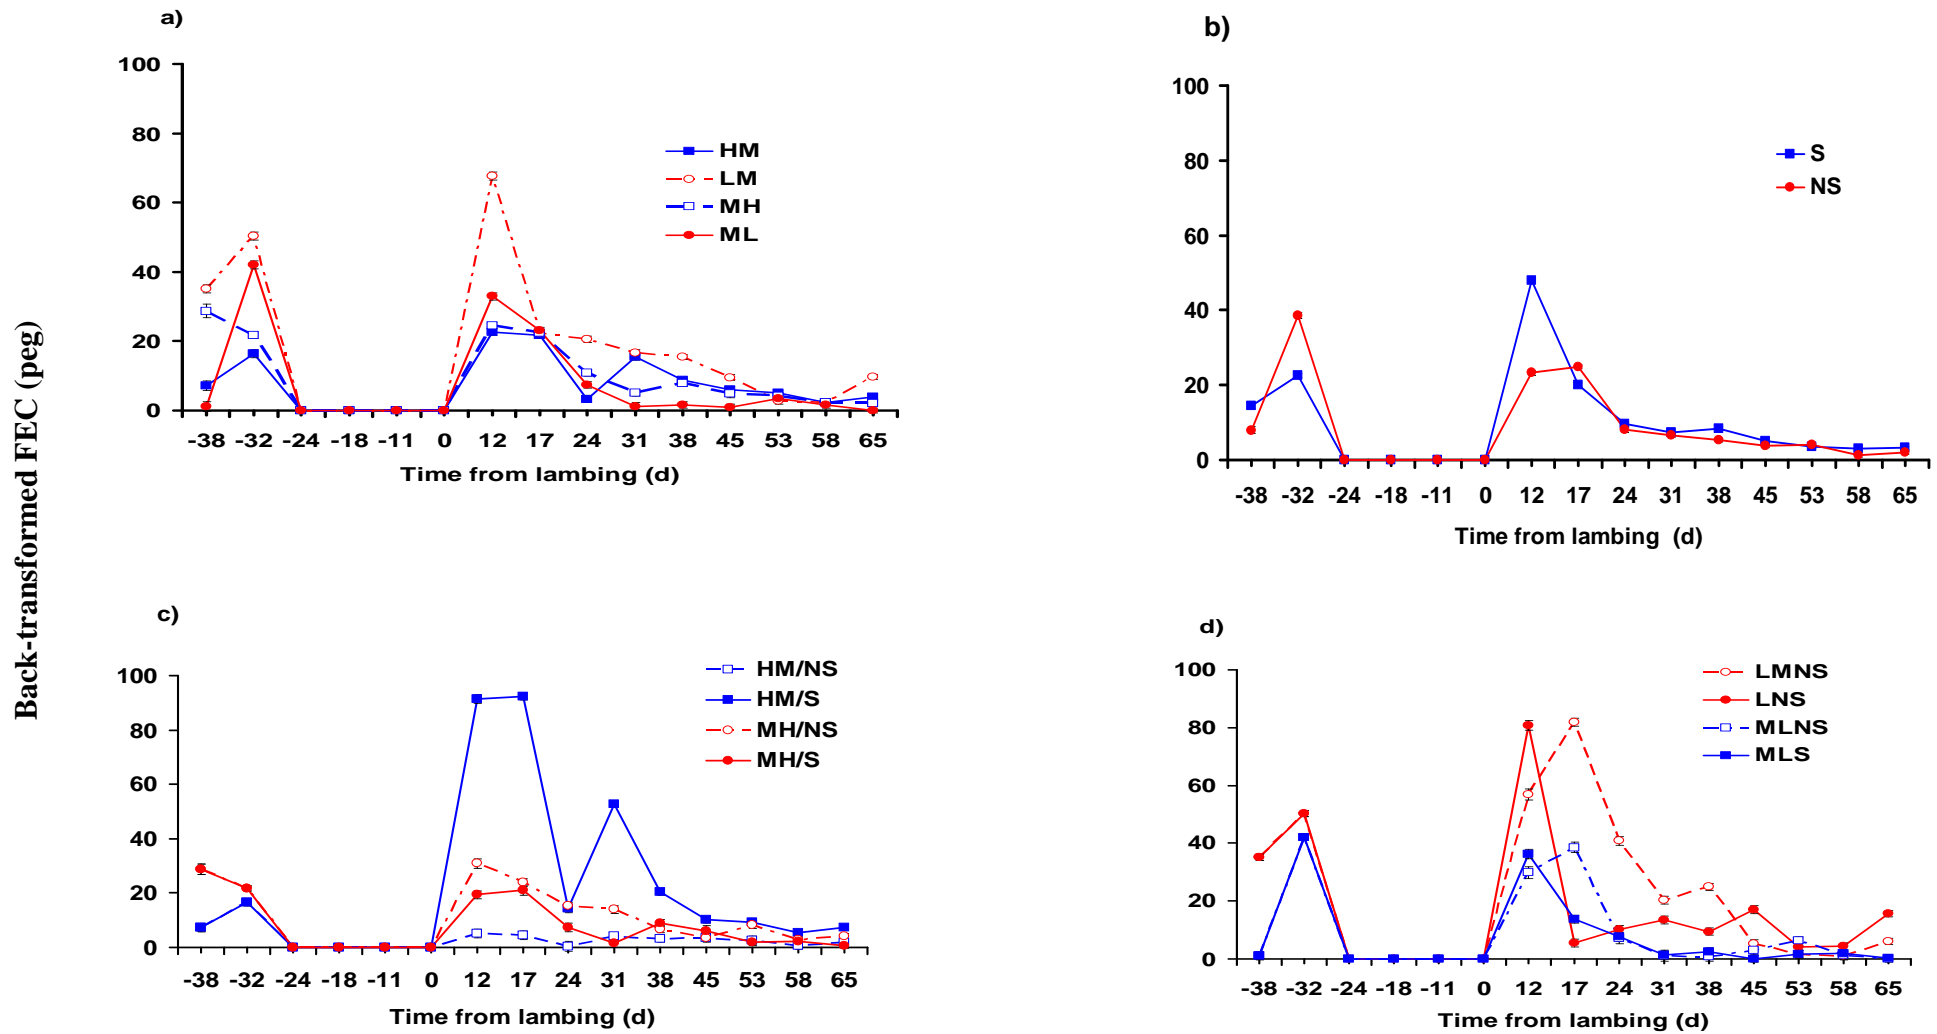 Back-transformed FEC (peg)
a)
100
80
60
40
20
0
-38 -32 -24 -18 -11 0 12 17 24 31 38 45 53 58 65
Time from lambing (d)
HM
LM
MH
ML
b)
100
80
60
40
20
0
-38 -32 -24 -18 -11 0 12 17 24 31 38 45 53 58 65
Time from lambing (d)
S
NS
c)
100
80
60
40
20
0
-38 -32 -24 -18 -11 0 12 17 24 31 38 45 53 58 65
Time from lambing (d)
HM/NS
HM/S
MH/NS
MH/S
d)
100
80
60
40
20
0
-38 -32 -24 -18 -11 0 12 17 24 31 38 45 53 58 65
Time from lambing (d)
LMNS
LNS
MLNS
MLS